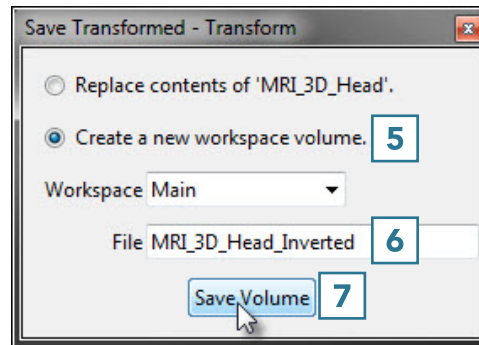 Save Transformed - Transform
Replace contents of 'MRI_3D_Head'.
Create a new workspace volume. 5
Workspace Main
File MRI_3D_Head_Inverted 6
Save Volume 7